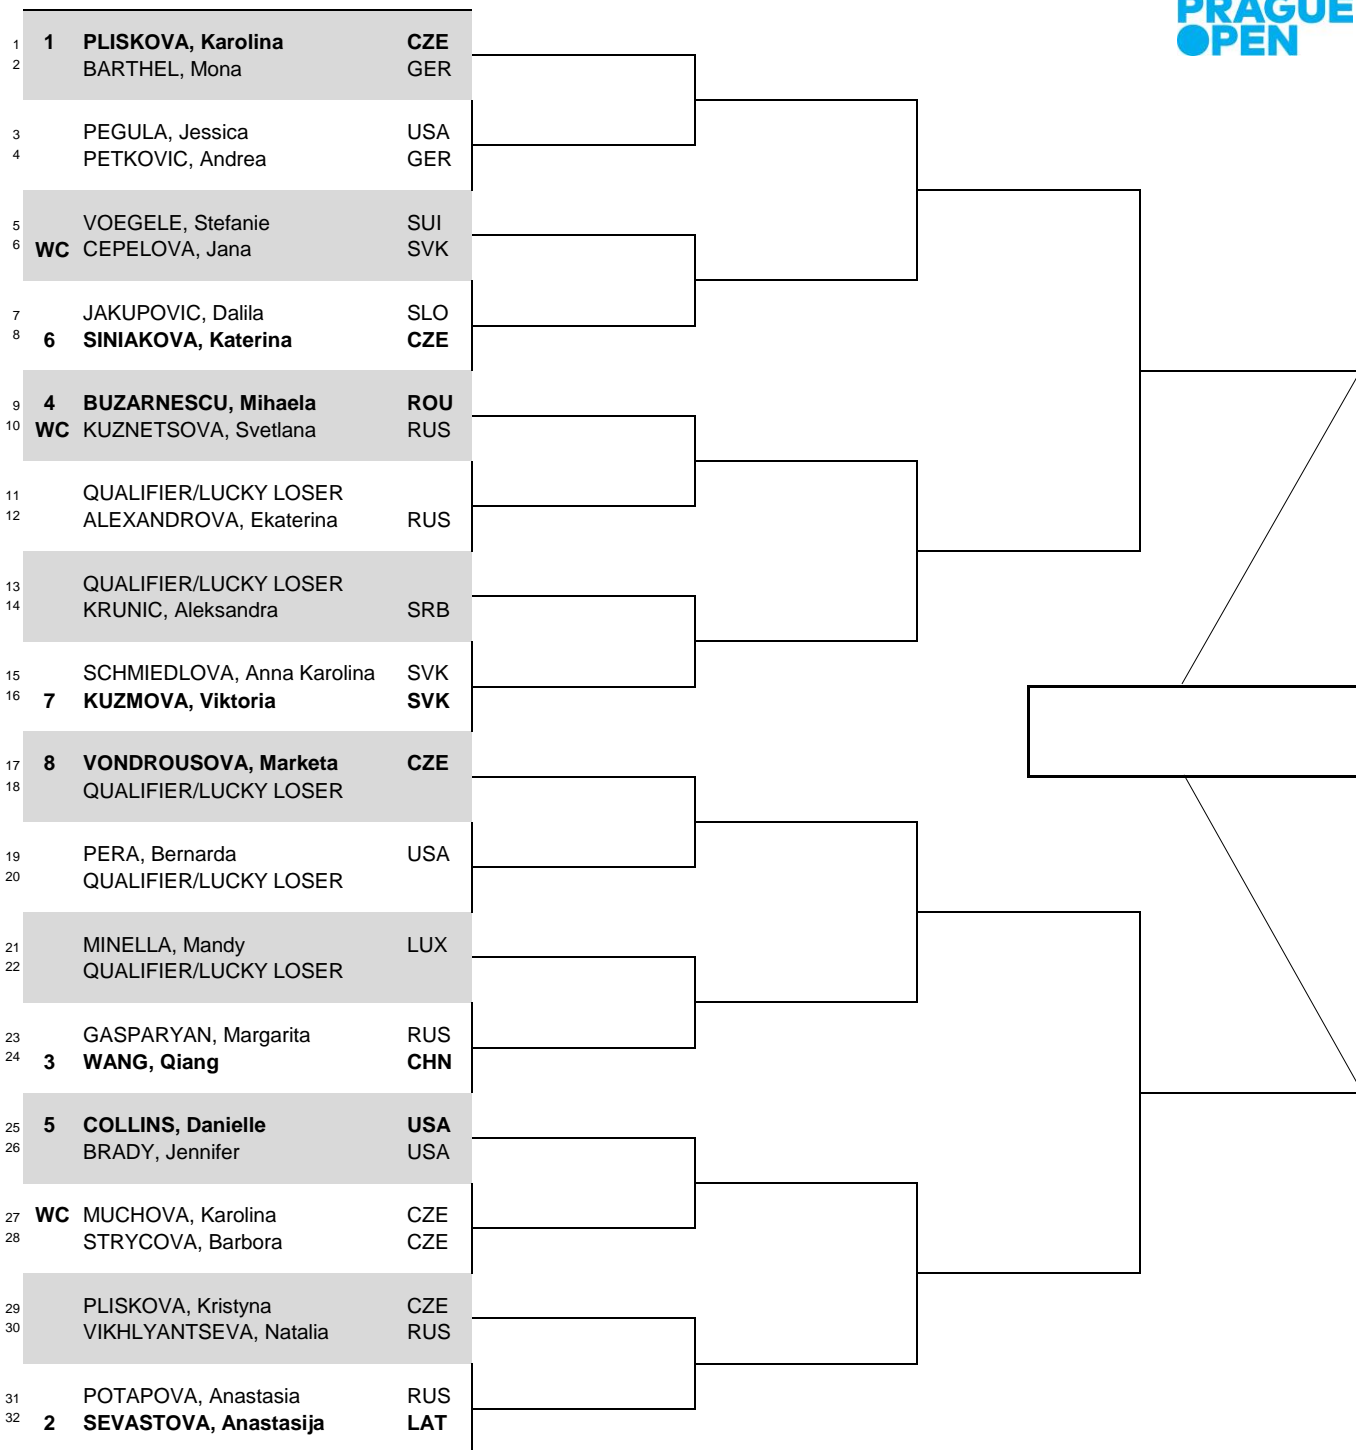 PRAGUE
OPEN
1 1 PLISKOVA, Karolina CZE
2 BARTHEL, Mona GER
3 PEGULA, Jessica USA
4 PETKOVIC, Andrea GER
5 VOEGELE, Stefanie SUI
6 WC CEPELOVA, Jana SVK
7 JAKUPOVIC, Dalila SLO
8 6 SINIAKOVA, Katerina CZE
9 4 BUZARNESCU, Mihaela ROU
10 WC KUZNETSOVA, Svetlana RUS
11 QUALIFIER/LUCKY LOSER
12 ALEXANDROVA, Ekaterina RUS
13 QUALIFIER/LUCKY LOSER
14 KRUNIC, Aleksandra SRB
15 SCHMIEDLOVA, Anna Karolina SVK
16 7 KUZMOVA, Viktoria SVK
17 8 VONDROUSOVA, Marketa CZE
18 QUALIFIER/LUCKY LOSER
19 PERA, Bernarda USA
20 QUALIFIER/LUCKY LOSER
21 MINELLA, Mandy LUX
22 QUALIFIER/LUCKY LOSER
23 GASPARYAN, Margarita RUS
24 3 WANG, Qiang CHN
25 5 COLLINS, Danielle USA
26 BRADY, Jennifer USA
27 WC MUCHOVA, Karolina CZE
28 STRYCOVA, Barbora CZE
29 PLISKOVA, Kristyna CZE
30 VIKHLYANTSEVA, Natalia RUS
31 POTAPOVA, Anastasia RUS
32 2 SEVASTOVA, Anastasija LAT